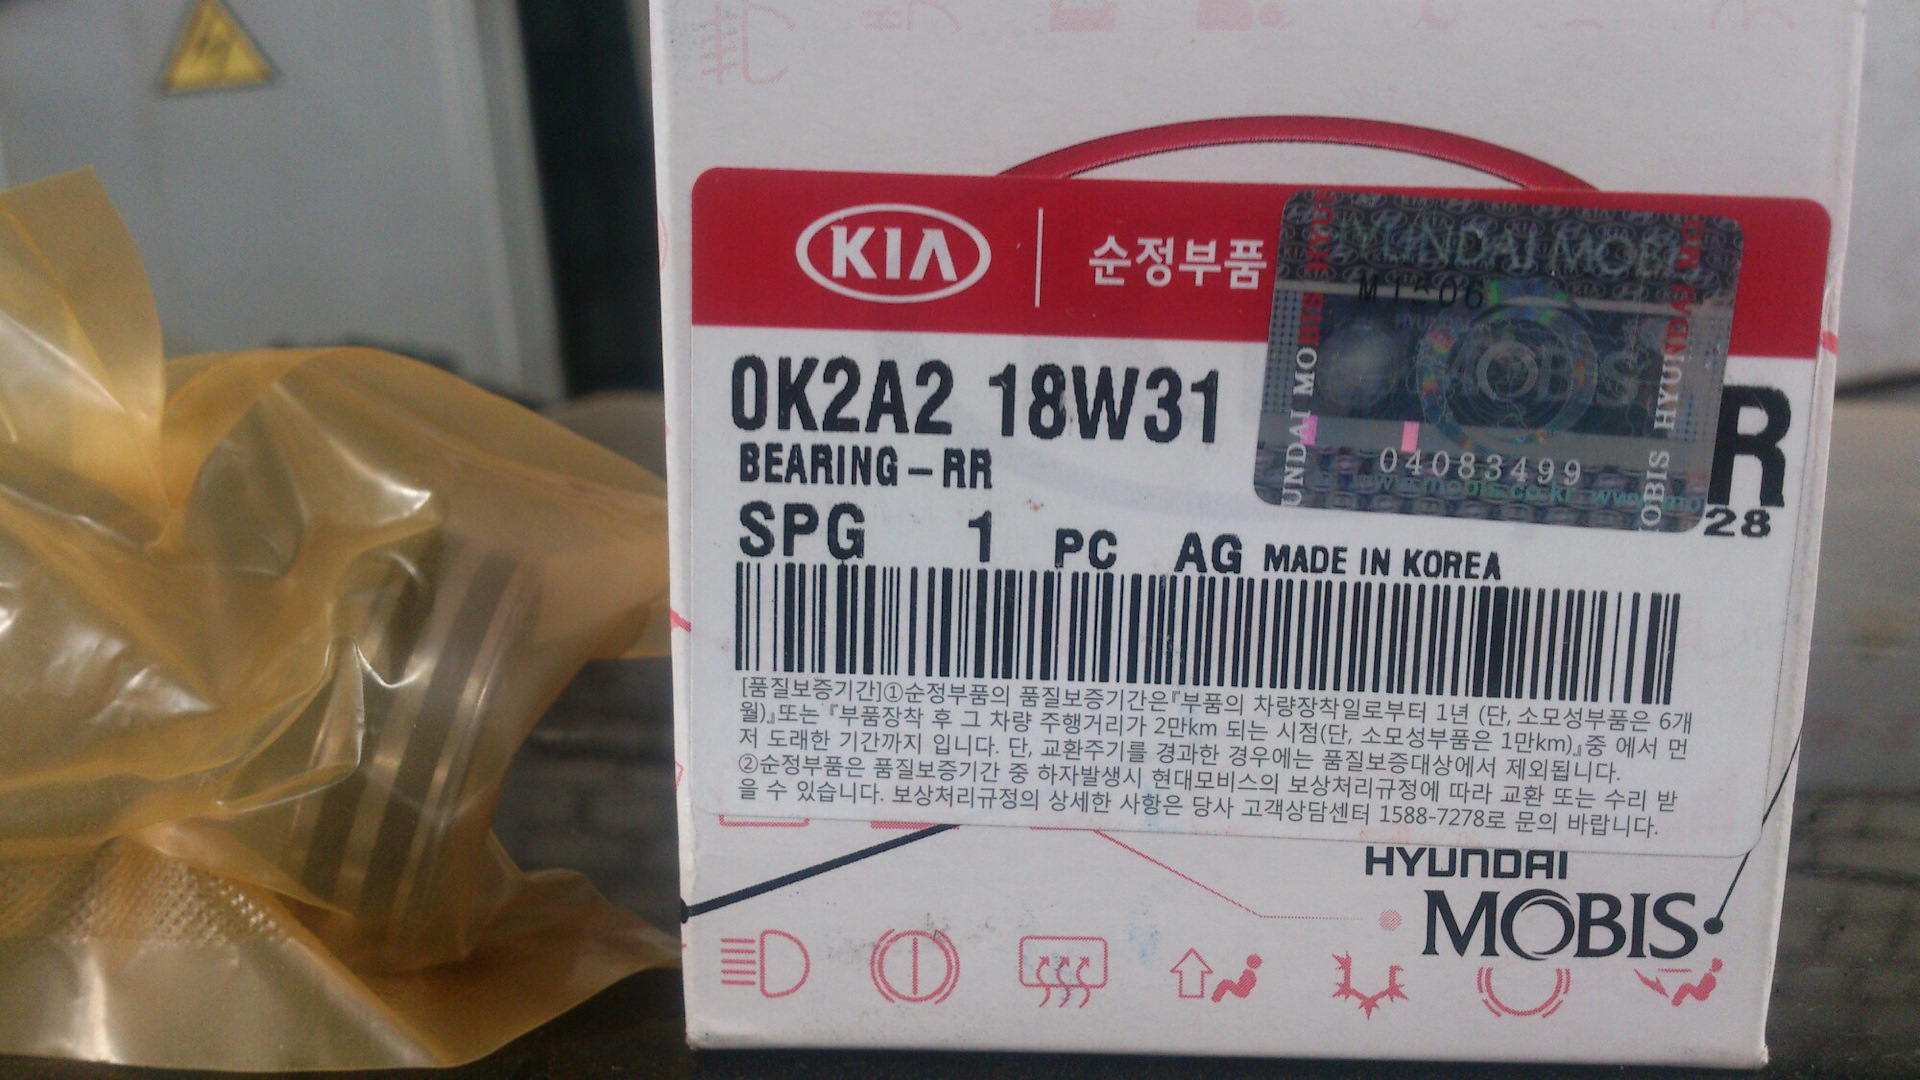 KIA
순정부품
HYUNDAI MOBIS
0K2A2 18W31
R
BEARING-RR
04083499
www.mobis.co.kr
28
SPG 1 PC AG MADE IN KOREA
[품질보증기간]①순정부품의 품질보증기간은『부품의 차량장착일로부터 1년 (단, 소모성부품은 6개
월)』또는 『부품장착 후 그 차량 주행거리가 2만km 되는 시점(단, 소모성부품은 1만km)』중 에서 먼
저 도래한 기간까지 입니다. 단, 교환주기를 경과한 경우에는 품질보증대상에서 제외됩니다.
②순정부품은 품질보증기간 중 하자발생시 현대모비스의 보상처리규정에 따라 교환 또는 수리 받
을 수 있습니다. 보상처리규정의 상세한 사항은 당사 고객상담센터 1588-7278로 문의 바랍니다.
HYUNDAI
MOBIS